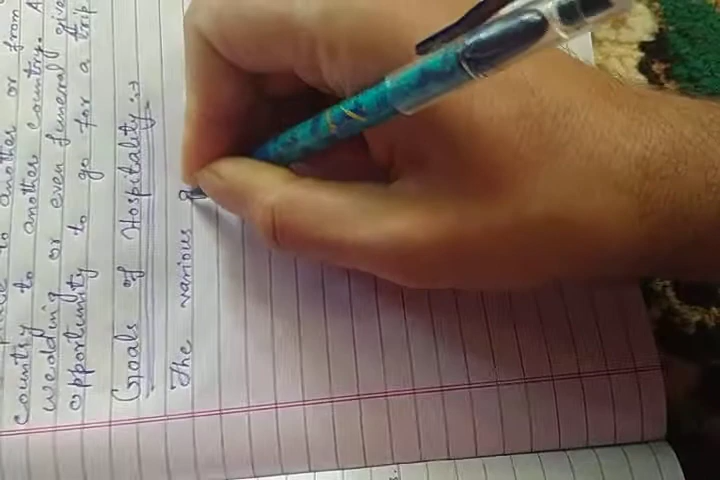 to another or from
country to another country. A
wedding or even funeral give
opportunity to go for a trip
Goals of Hospitality :→
The various g